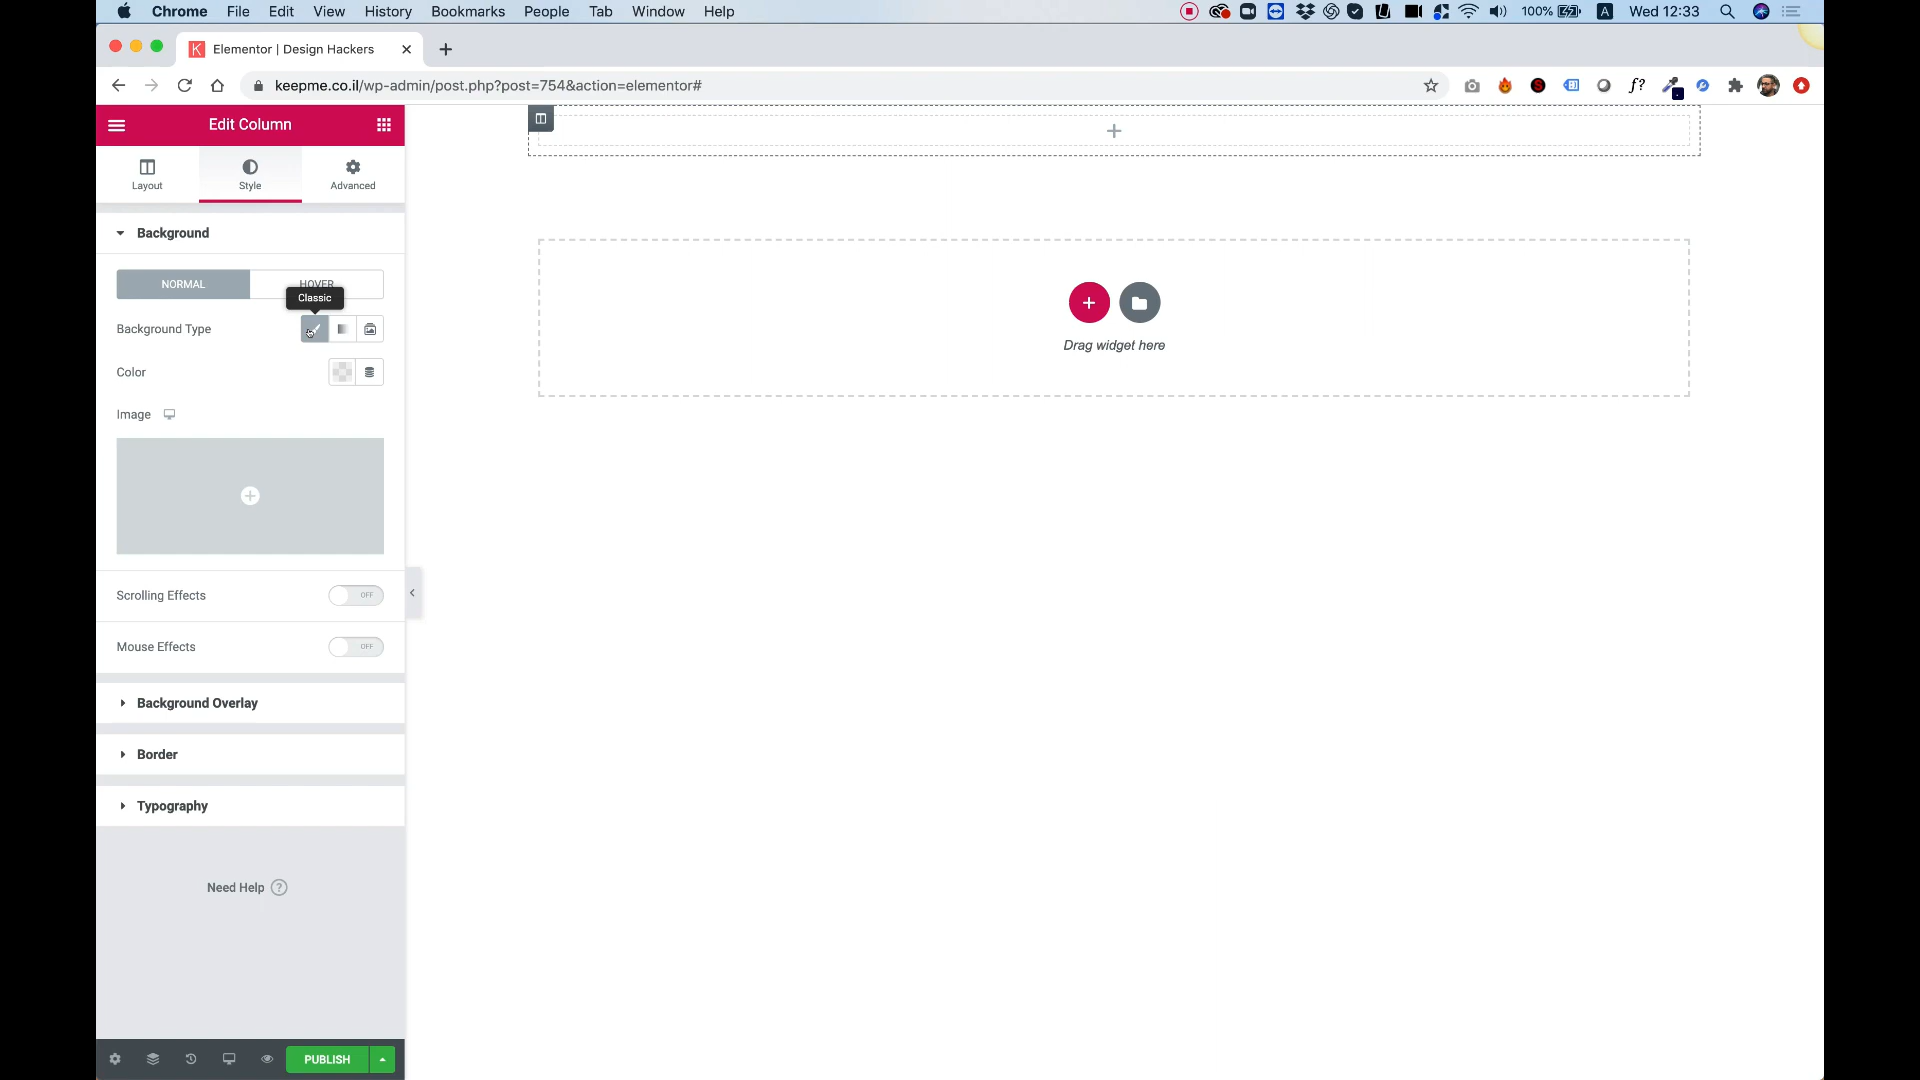 Chrome File Edit View History Bookmarks People Tab Window Help 100% A Wed 12:33
Elementor | Design Hackers
keepme.co.il/wp-admin/post.php?post=754&action=elementor#
Edit Column
Layout Style Advanced
Background
NORMAL HOVER
Classic
Background Type
Color
Image
Scrolling Effects OFF
Mouse Effects OFF
Background Overlay
Border
Typography
Need Help ?
PUBLISH
Drag widget here